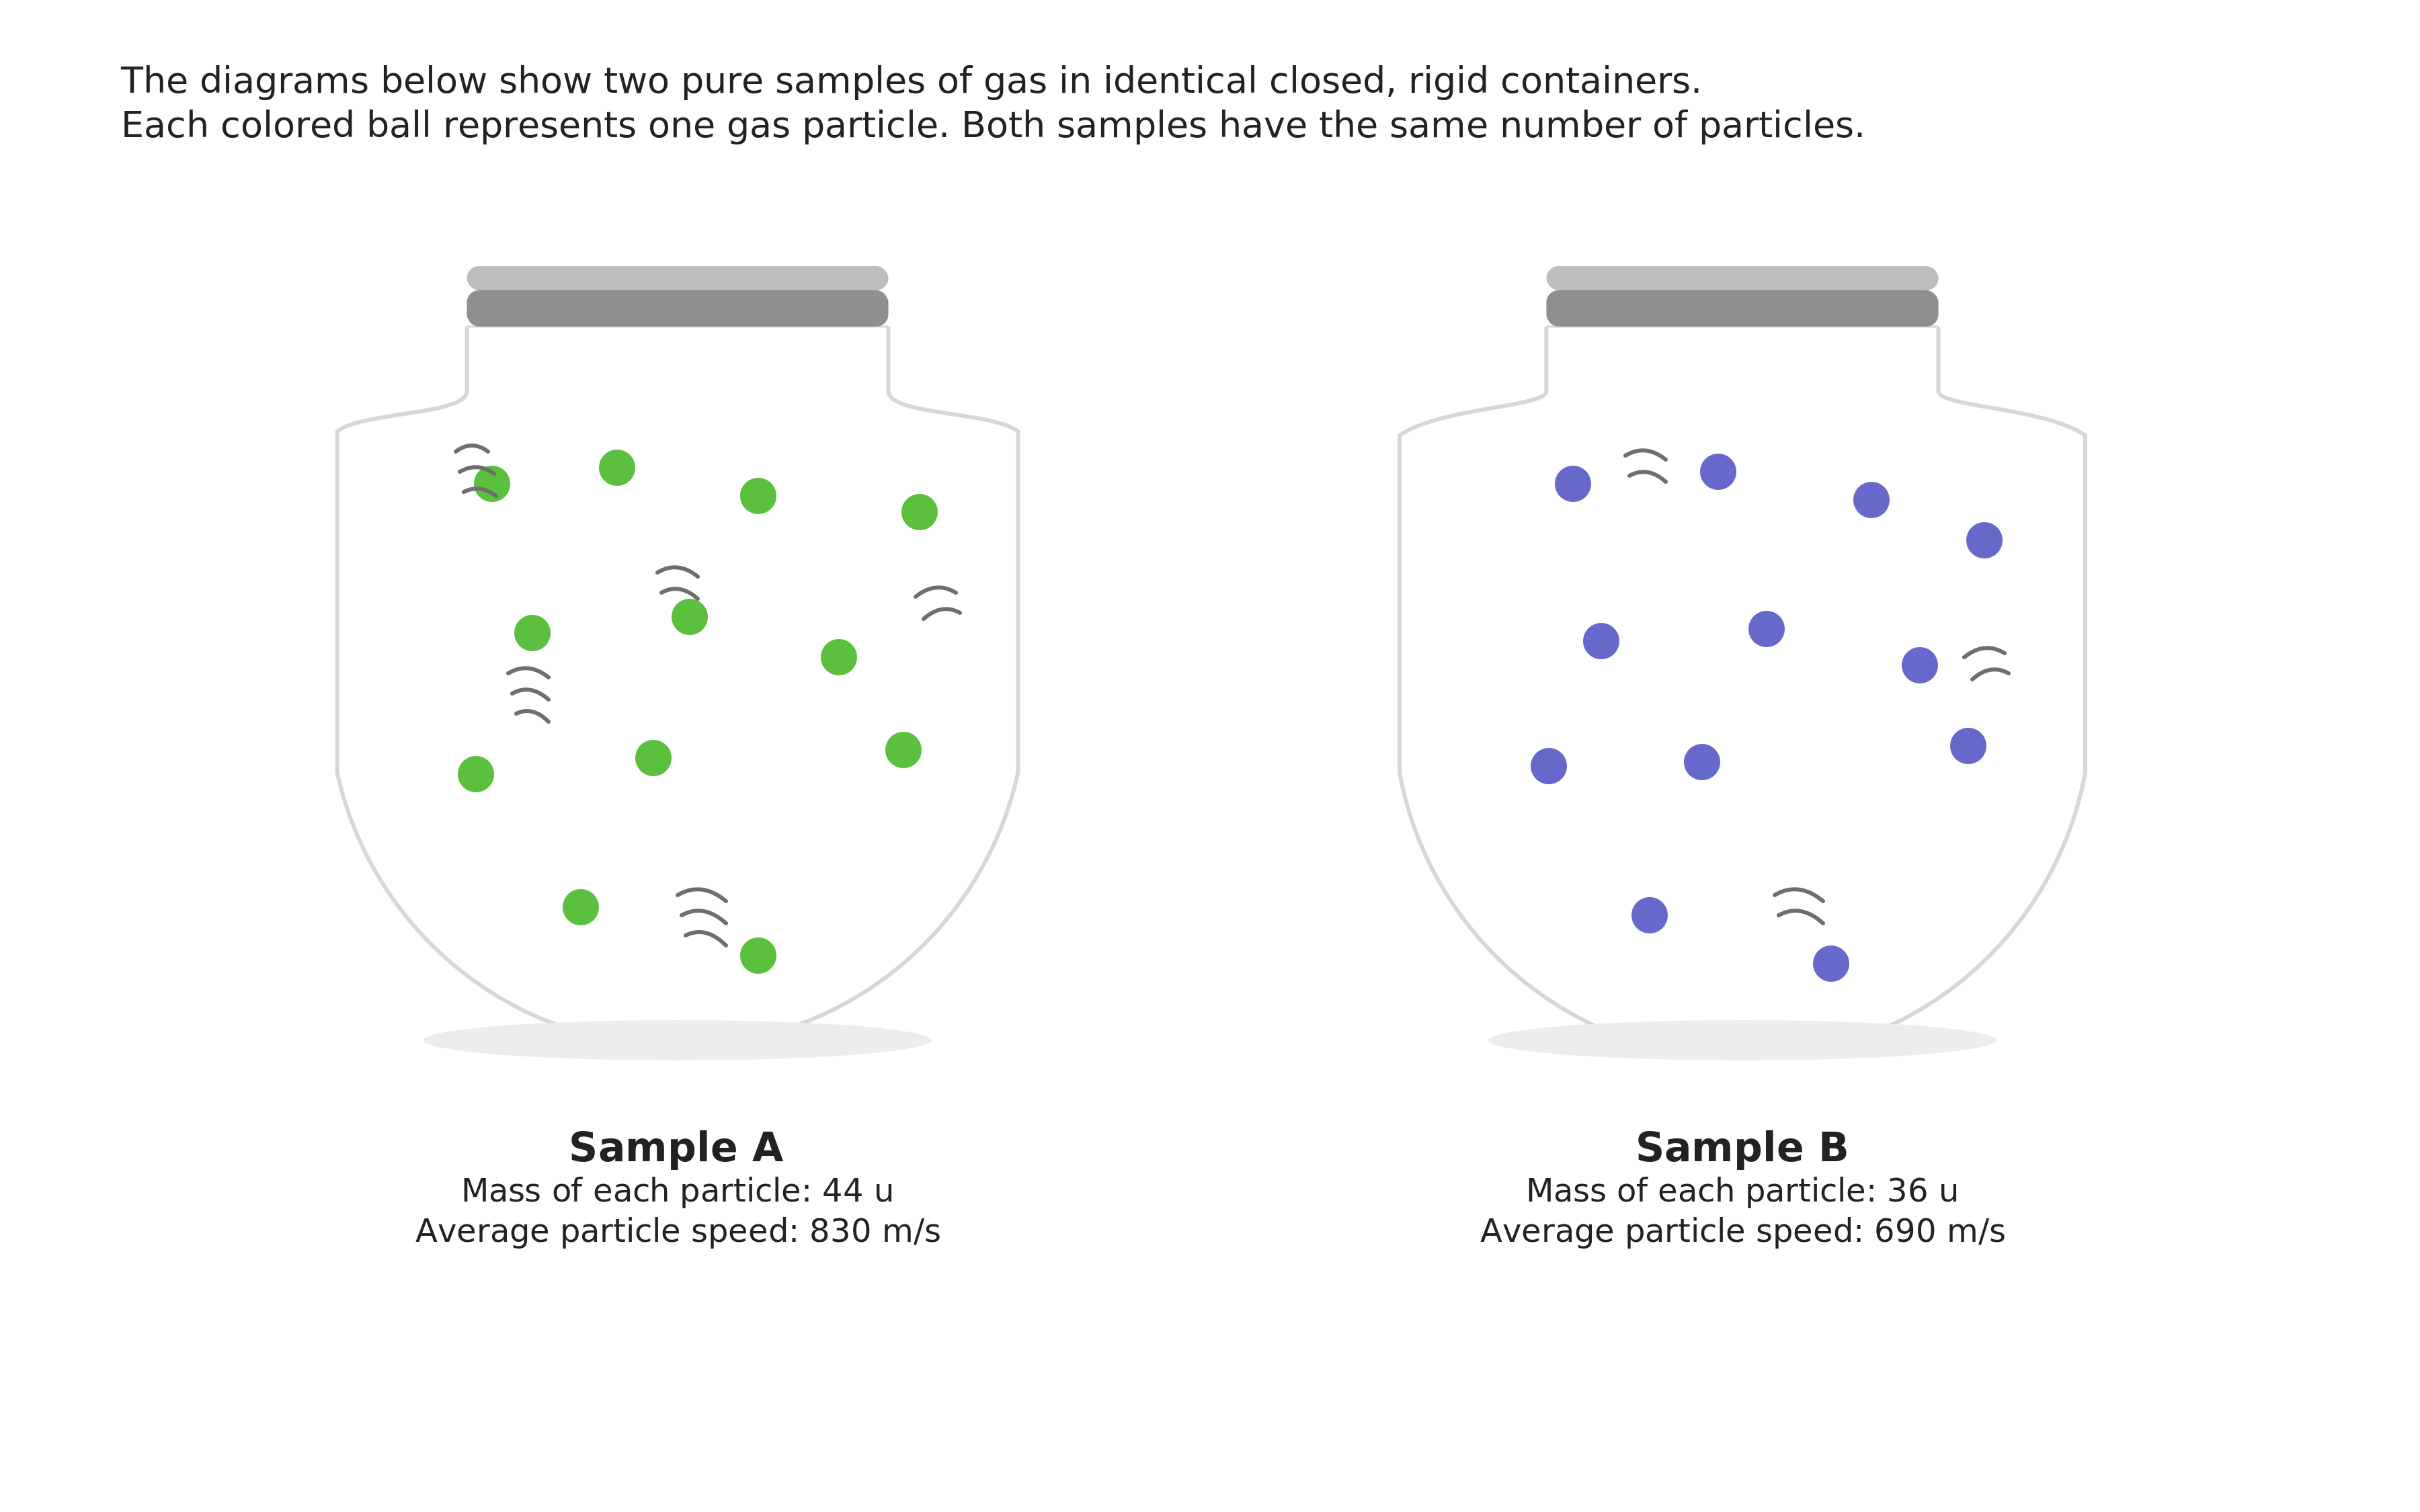 The diagrams below show two pure samples of gas in identical closed, rigid containers.
Each colored ball represents one gas particle. Both samples have the same number of particles.
Sample A
Mass of each particle: 44 u
Average particle speed: 830 m/s
Sample B
Mass of each particle: 36 u
Average particle speed: 690 m/s